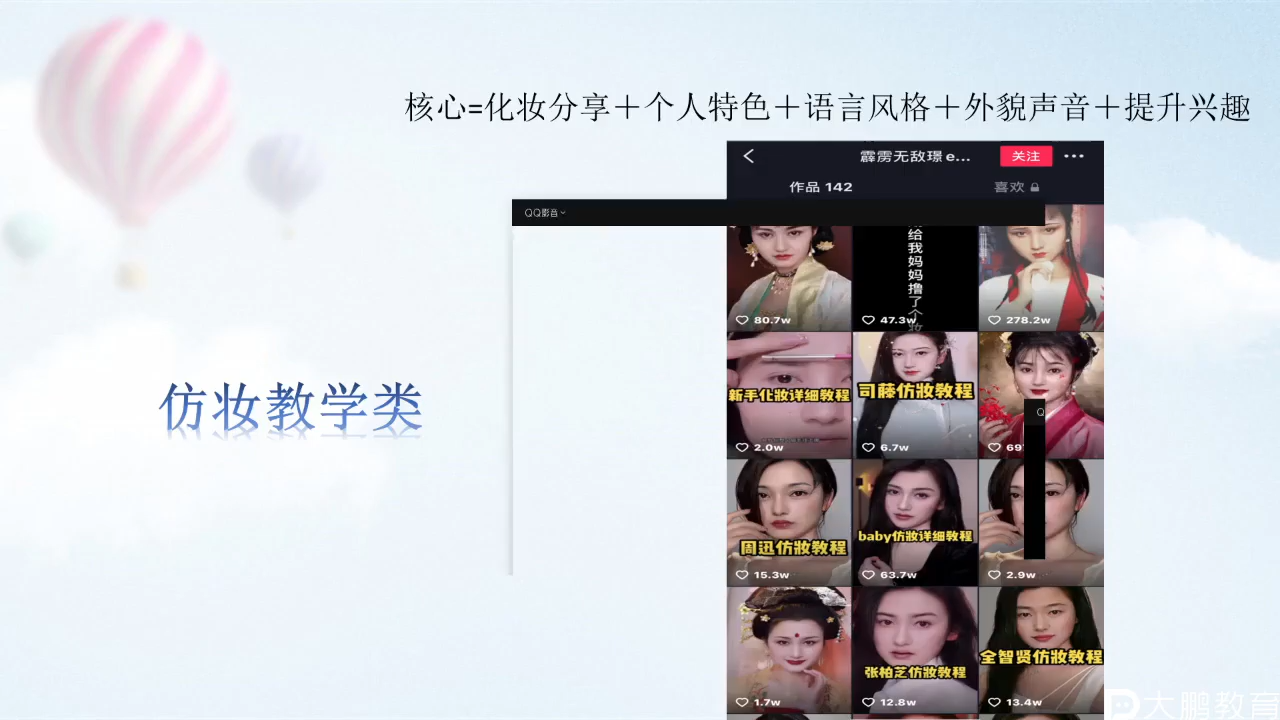 核心=化妆分享＋个人特色＋语言风格＋外貌声音＋提升兴趣
霹雳无敌璟e...
关注
作品 142
喜欢
QQ影音
给我妈妈撸了个妆
80.7w
47.3w
278.2w
新手化妆详细教程
司藤仿妆教程
2.0w
6.7w
69
Q
仿妆教学类
周迅仿妆教程
baby仿妆详细教程
15.3w
63.7w
2.9w
张柏芝仿妆教程
全智贤仿妆教程
1.7w
12.8w
13.4w
大鹏教育